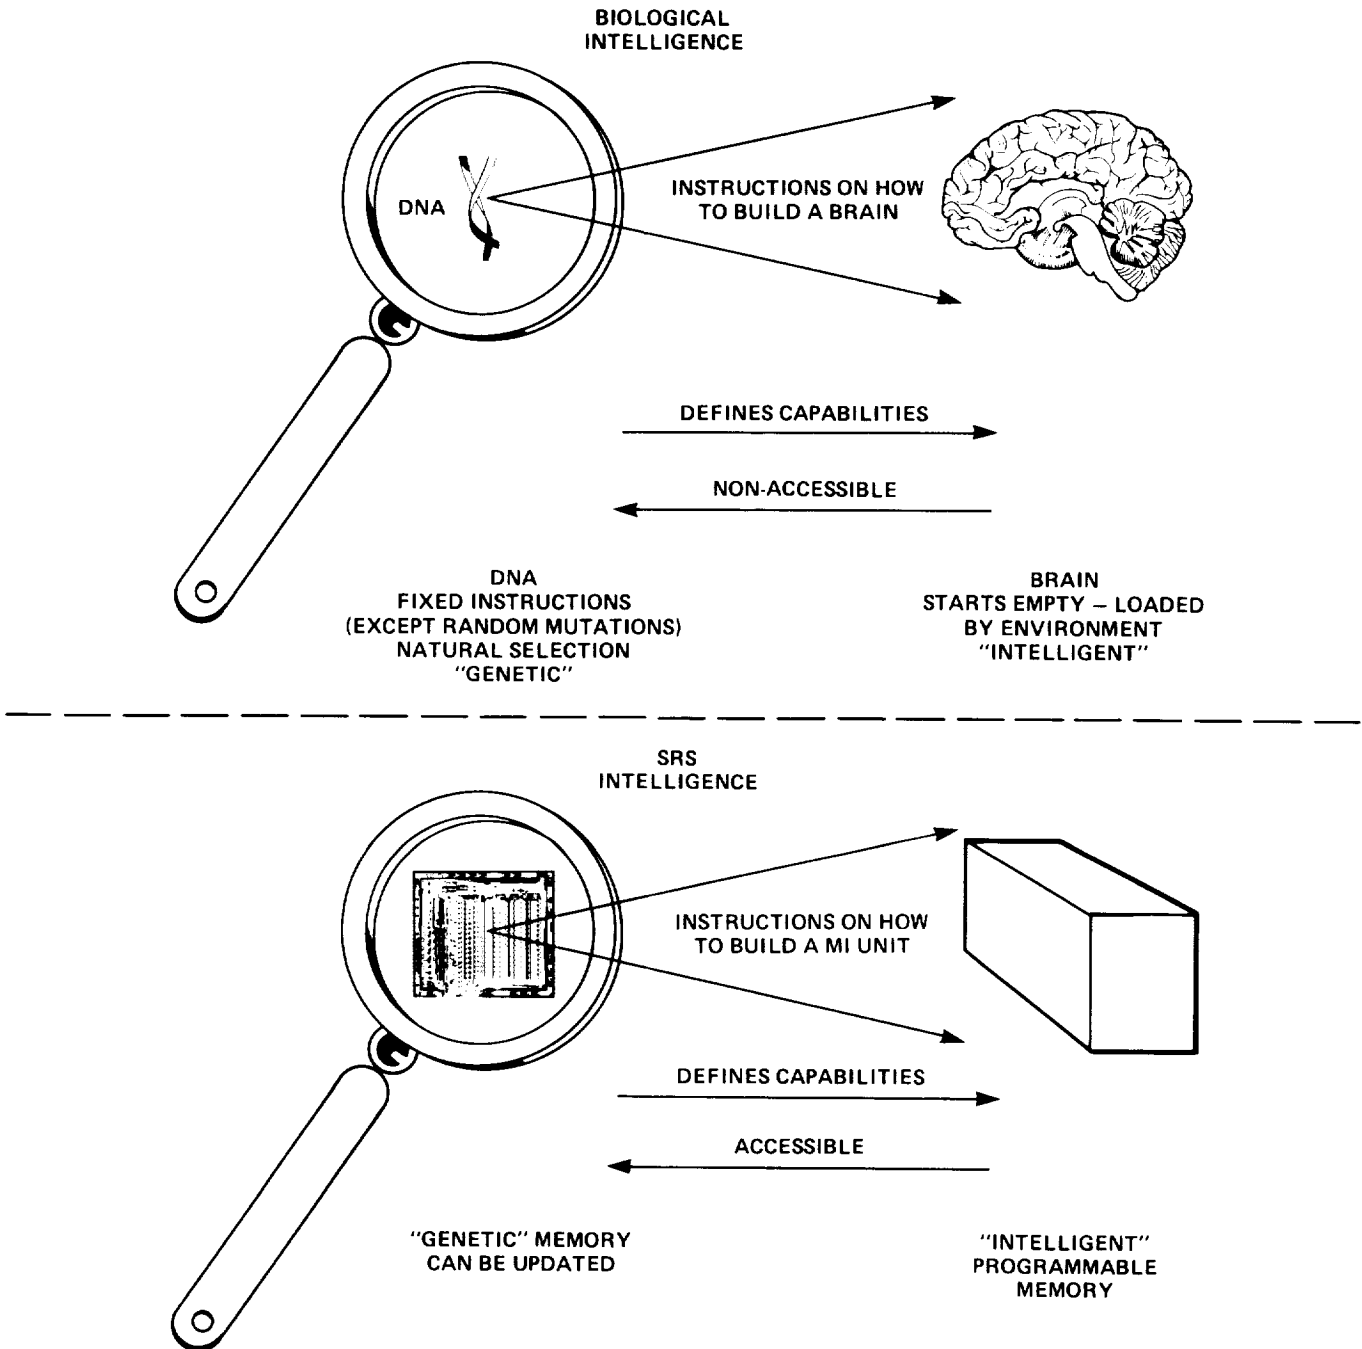 BIOLOGICAL
INTELLIGENCE
DNA
INSTRUCTIONS ON HOW
TO BUILD A BRAIN
DEFINES CAPABILITIES
NON-ACCESSIBLE
DNA
FIXED INSTRUCTIONS
(EXCEPT RANDOM MUTATIONS)
NATURAL SELECTION
"GENETIC"
BRAIN
STARTS EMPTY – LOADED
BY ENVIRONMENT
"INTELLIGENT"
SRS
INTELLIGENCE
INSTRUCTIONS ON HOW
TO BUILD A MI UNIT
DEFINES CAPABILITIES
ACCESSIBLE
"GENETIC" MEMORY
CAN BE UPDATED
"INTELLIGENT"
PROGRAMMABLE
MEMORY